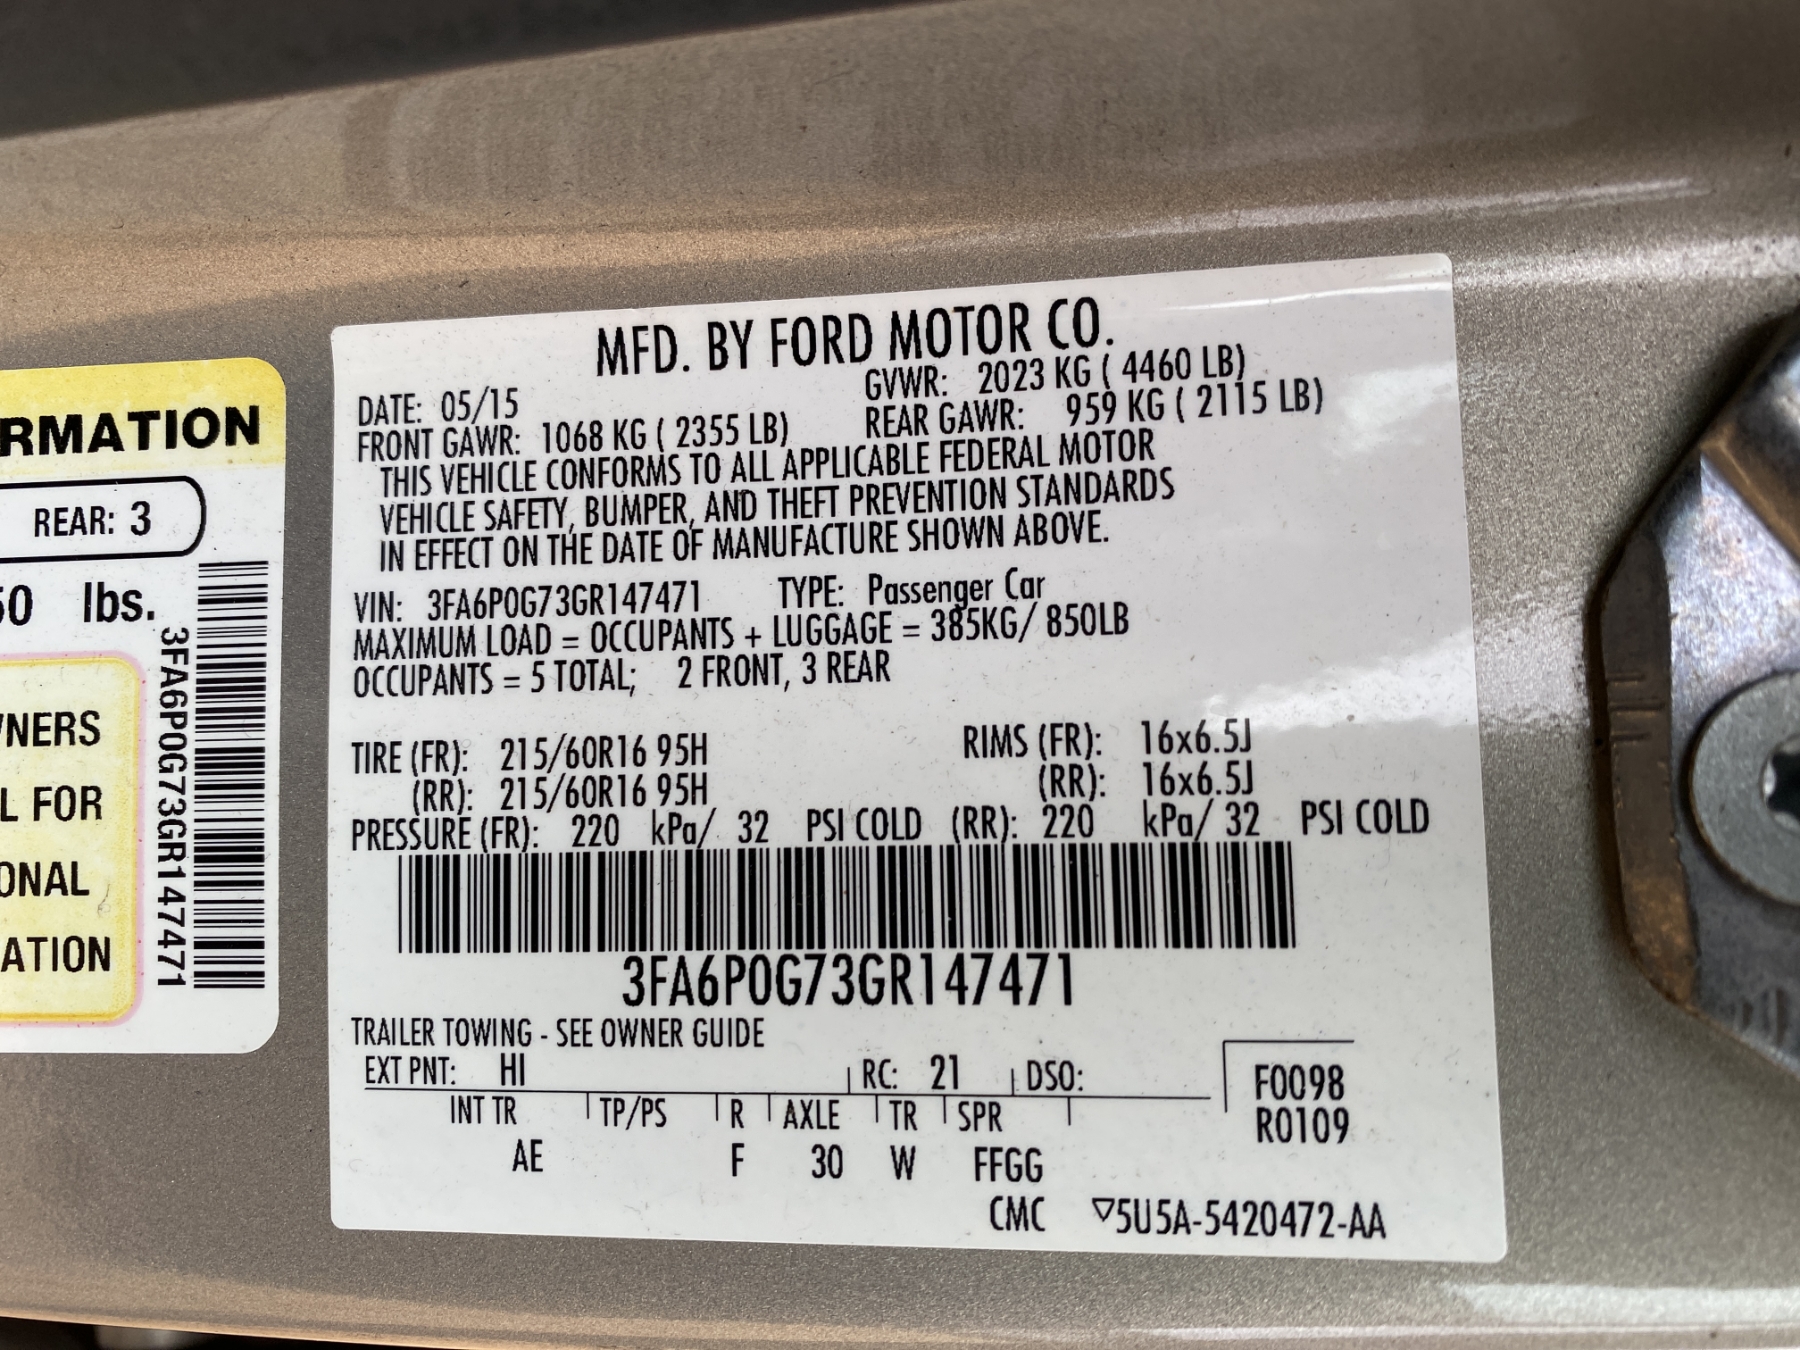 RMATION
REAR: 3
50 lbs.
3FA6P0G73GR147471
NERS
L FOR
ONAL
ATION
MFD. BY FORD MOTOR CO.
DATE: 05/15 GVWR: 2023 KG ( 4460 LB)
FRONT GAWR: 1068 KG ( 2355 LB) REAR GAWR: 959 KG ( 2115 LB)
THIS VEHICLE CONFORMS TO ALL APPLICABLE FEDERAL MOTOR
VEHICLE SAFETY, BUMPER, AND THEFT PREVENTION STANDARDS
IN EFFECT ON THE DATE OF MANUFACTURE SHOWN ABOVE.
VIN: 3FA6P0G73GR147471 TYPE: Passenger Car
MAXIMUM LOAD = OCCUPANTS + LUGGAGE = 385KG/ 850LB
OCCUPANTS = 5 TOTAL; 2 FRONT, 3 REAR
TIRE (FR): 215/60R16 95H RIMS (FR): 16x6.5J
(RR): 215/60R16 95H (RR): 16x6.5J
PRESSURE (FR): 220 kPa/ 32 PSI COLD (RR): 220 kPa/ 32 PSI COLD
3FA6P0G73GR147471
TRAILER TOWING - SEE OWNER GUIDE
EXT PNT: HI RC: 21 DSO:
INT TR TP/PS R AXLE TR SPR
AE F 30 W FFGG
F0098
R0109
CMC ▽5U5A-5420472-AA